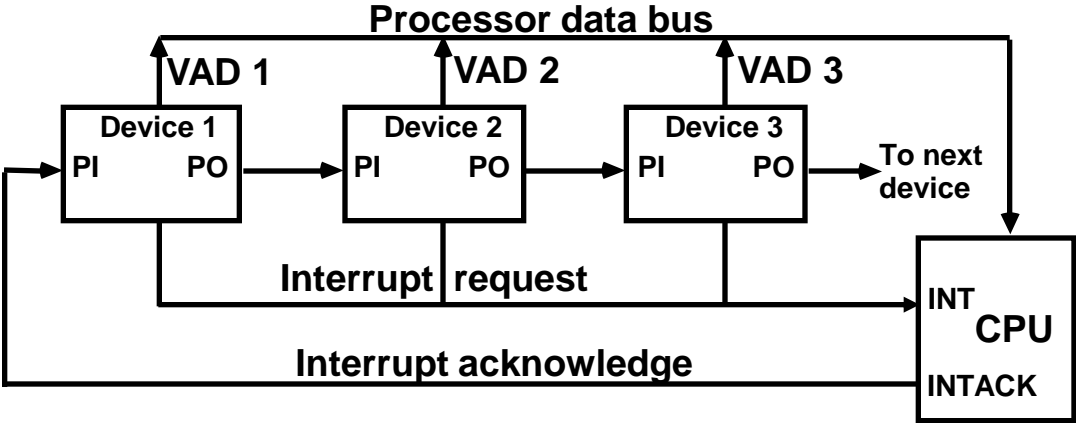 Processor data bus
VAD 1
VAD 2
VAD 3
Device 1
PI PO
Device 2
PI PO
Device 3
PI PO
To next
device
Interrupt request
INT
CPU
Interrupt acknowledge
INTACK